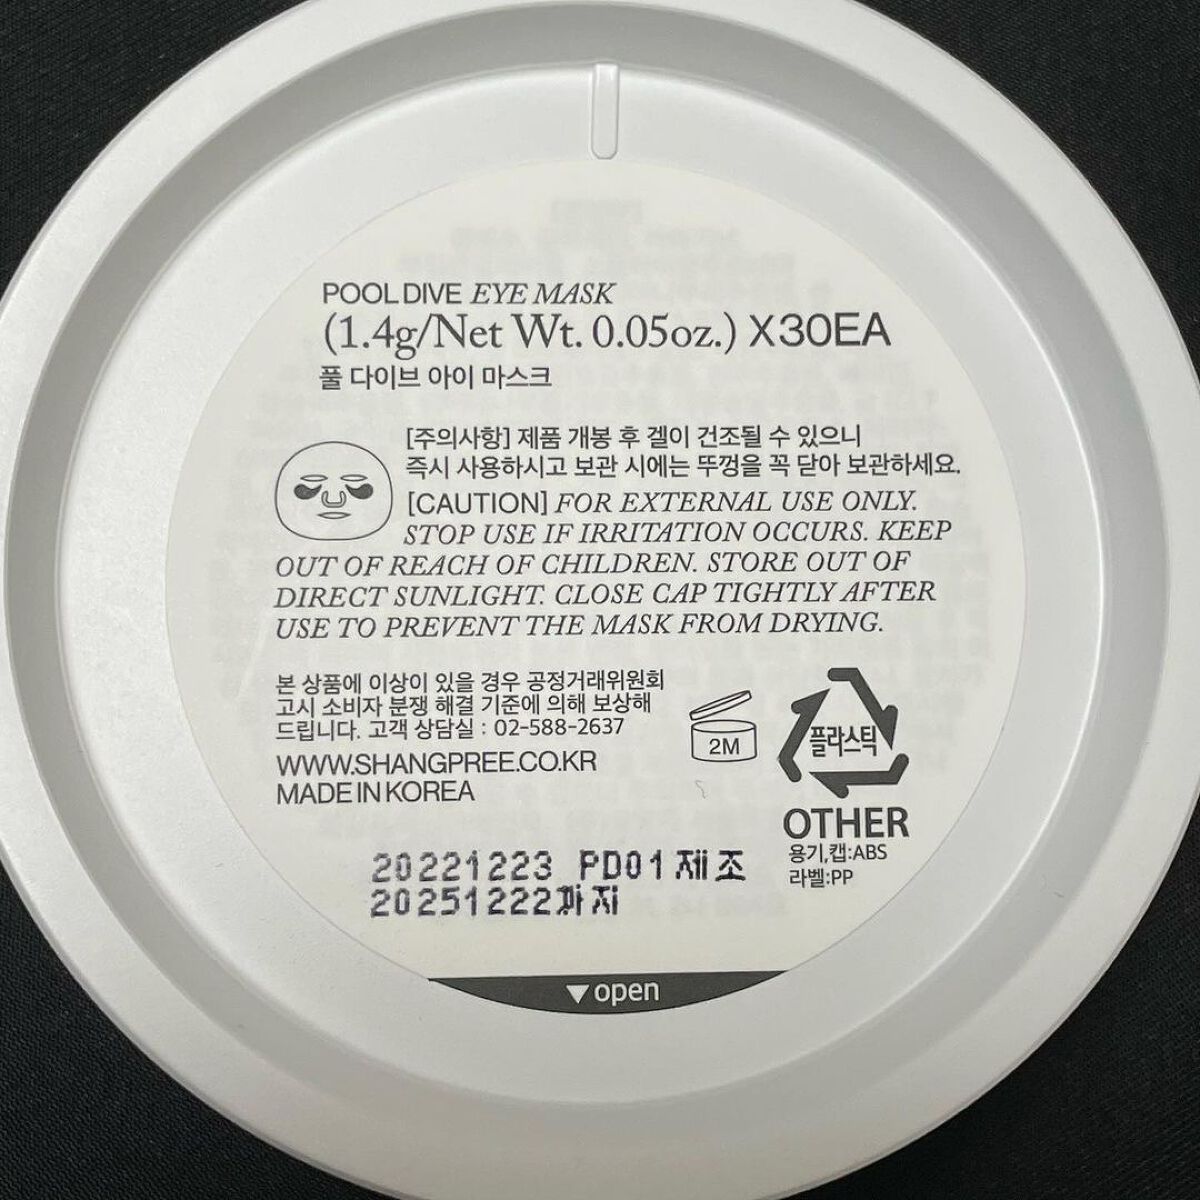 POOL DIVE EYE MASK
(1.4g/Net Wt. 0.05oz.) X30EA
풀 다이브 아이 마스크
[주의사항] 제품 개봉 후 겔이 건조될 수 있으니
즉시 사용하시고 보관 시에는 뚜껑을 꼭 닫아 보관하세요.
[CAUTION] FOR EXTERNAL USE ONLY.
STOP USE IF IRRITATION OCCURS. KEEP
OUT OF REACH OF CHILDREN. STORE OUT OF
DIRECT SUNLIGHT. CLOSE CAP TIGHTLY AFTER
USE TO PREVENT THE MASK FROM DRYING.
본 상품에 이상이 있을 경우 공정거래위원회
고시 소비자 분쟁 해결 기준에 의해 보상해
드립니다. 고객 상담실 : 02-588-2637
WWW.SHANGPREE.CO.KR
MADE IN KOREA
2M
플라스틱
OTHER
용기,캡:ABS
라벨:PP
20221223 PD01제조
20251222까지
▼open